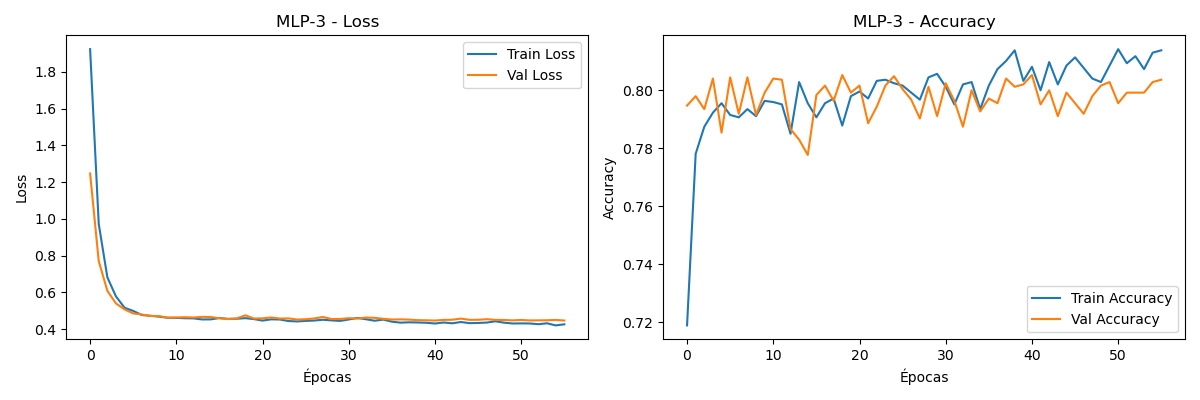 MLP-3 - Loss
Loss
1.8
1.6
1.4
1.2
1.0
0.8
0.6
0.4
0
10
20
30
40
50
Épocas
Train Loss
Val Loss
MLP-3 - Accuracy
Accuracy
0.80
0.78
0.76
0.74
0.72
0
10
20
30
40
50
Épocas
Train Accuracy
Val Accuracy